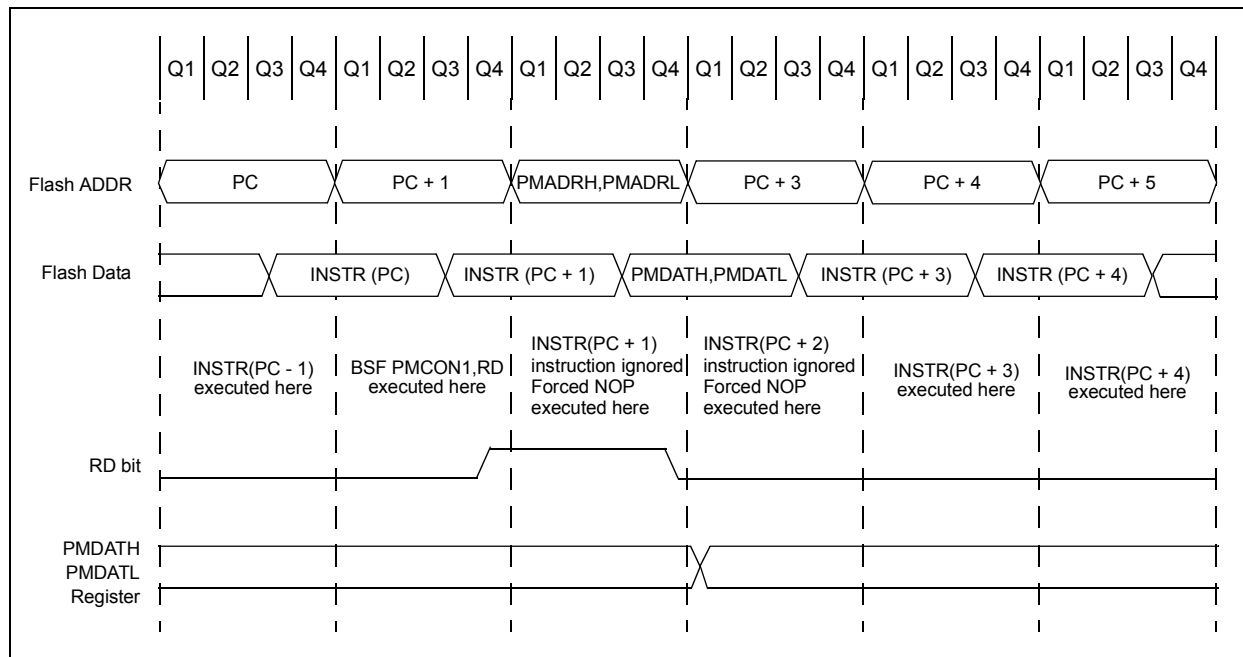 Q1 Q2 Q3 Q4 Q1 Q2 Q3 Q4 Q1 Q2 Q3 Q4 Q1 Q2 Q3 Q4 Q1 Q2 Q3 Q4 Q1 Q2 Q3 Q4
Flash ADDR PC PC + 1 PMADRH,PMADRL PC + 3 PC + 4 PC + 5
Flash Data INSTR (PC) INSTR (PC + 1) PMDATH,PMDATL INSTR (PC + 3) INSTR (PC + 4)
INSTR(PC - 1)
executed here
BSF PMCON1,RD
executed here
INSTR(PC + 1)
instruction ignored
Forced NOP
executed here
INSTR(PC + 2)
instruction ignored
Forced NOP
executed here
INSTR(PC + 3)
executed here
INSTR(PC + 4)
executed here
RD bit
PMDATH
PMDATL
Register